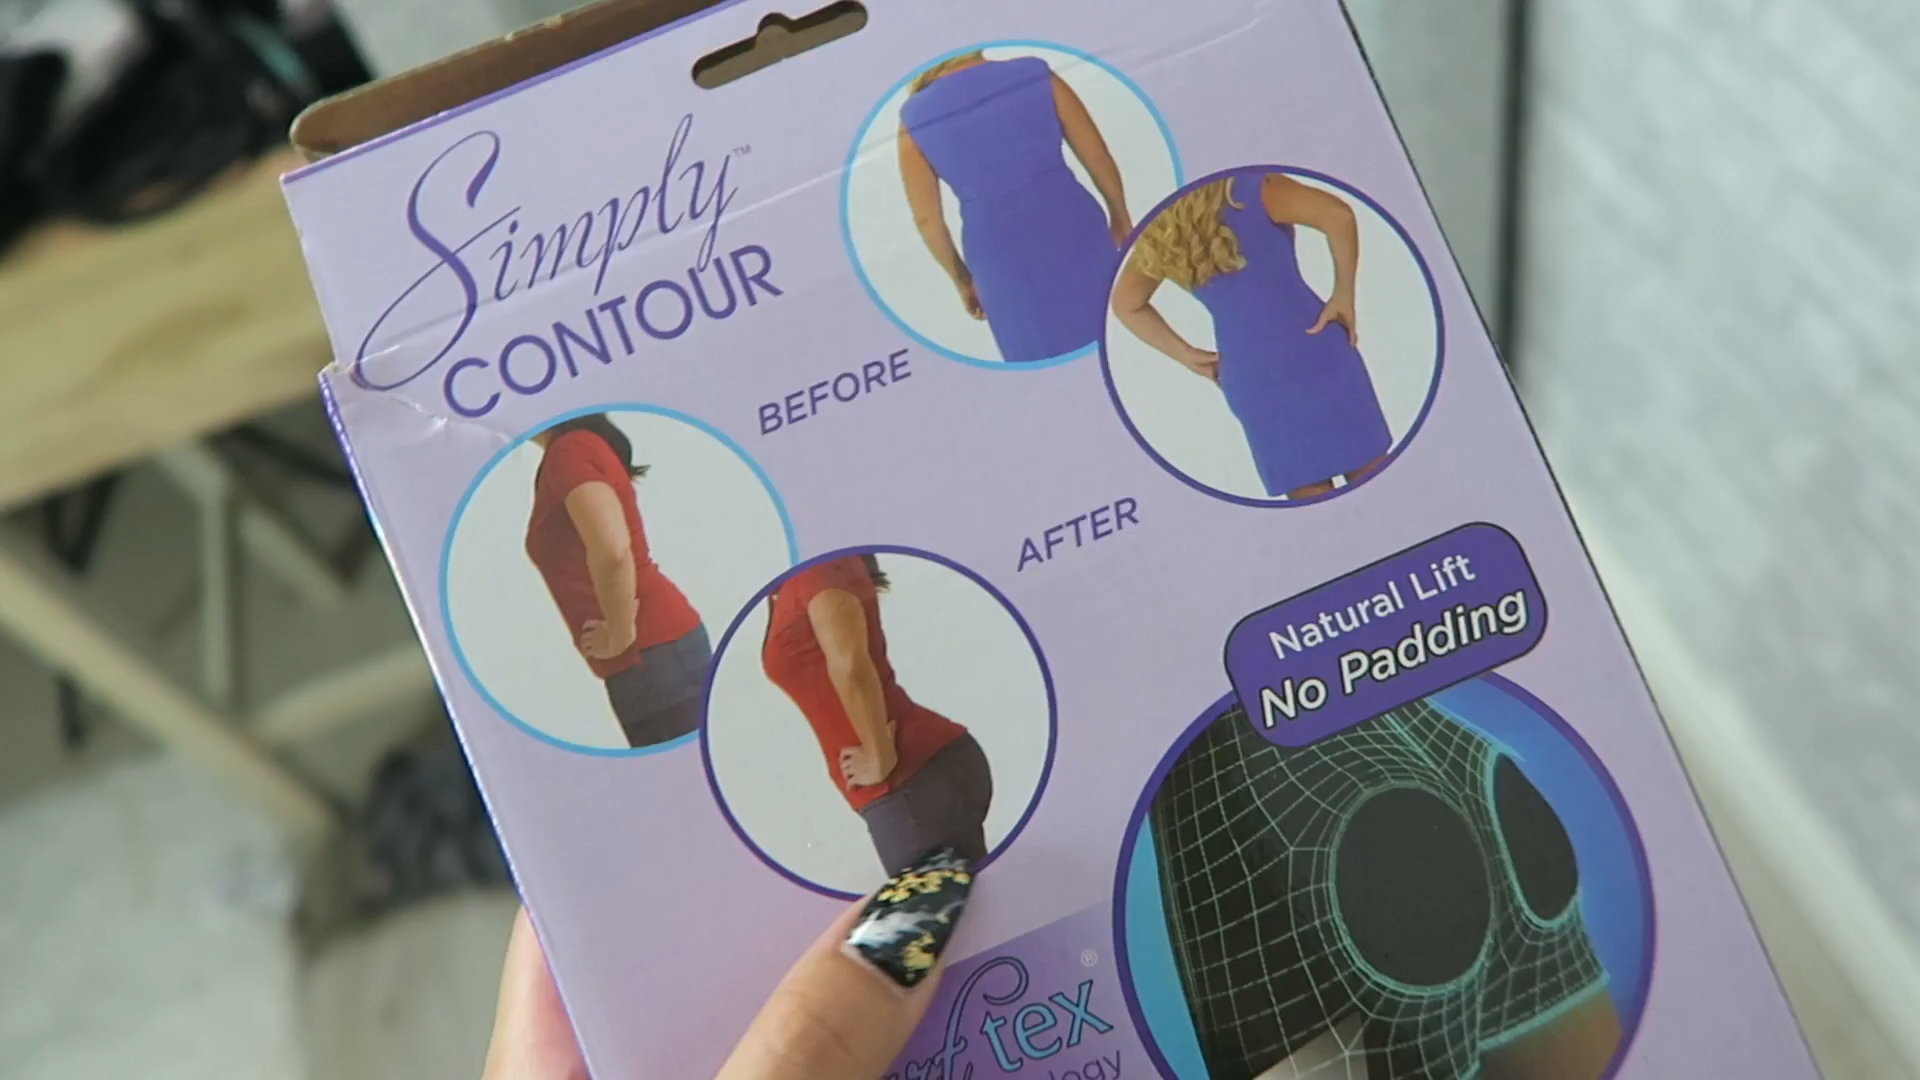 Simply™
CONTOUR
BEFORE
AFTER
Natural Lift
No Padding
tex®